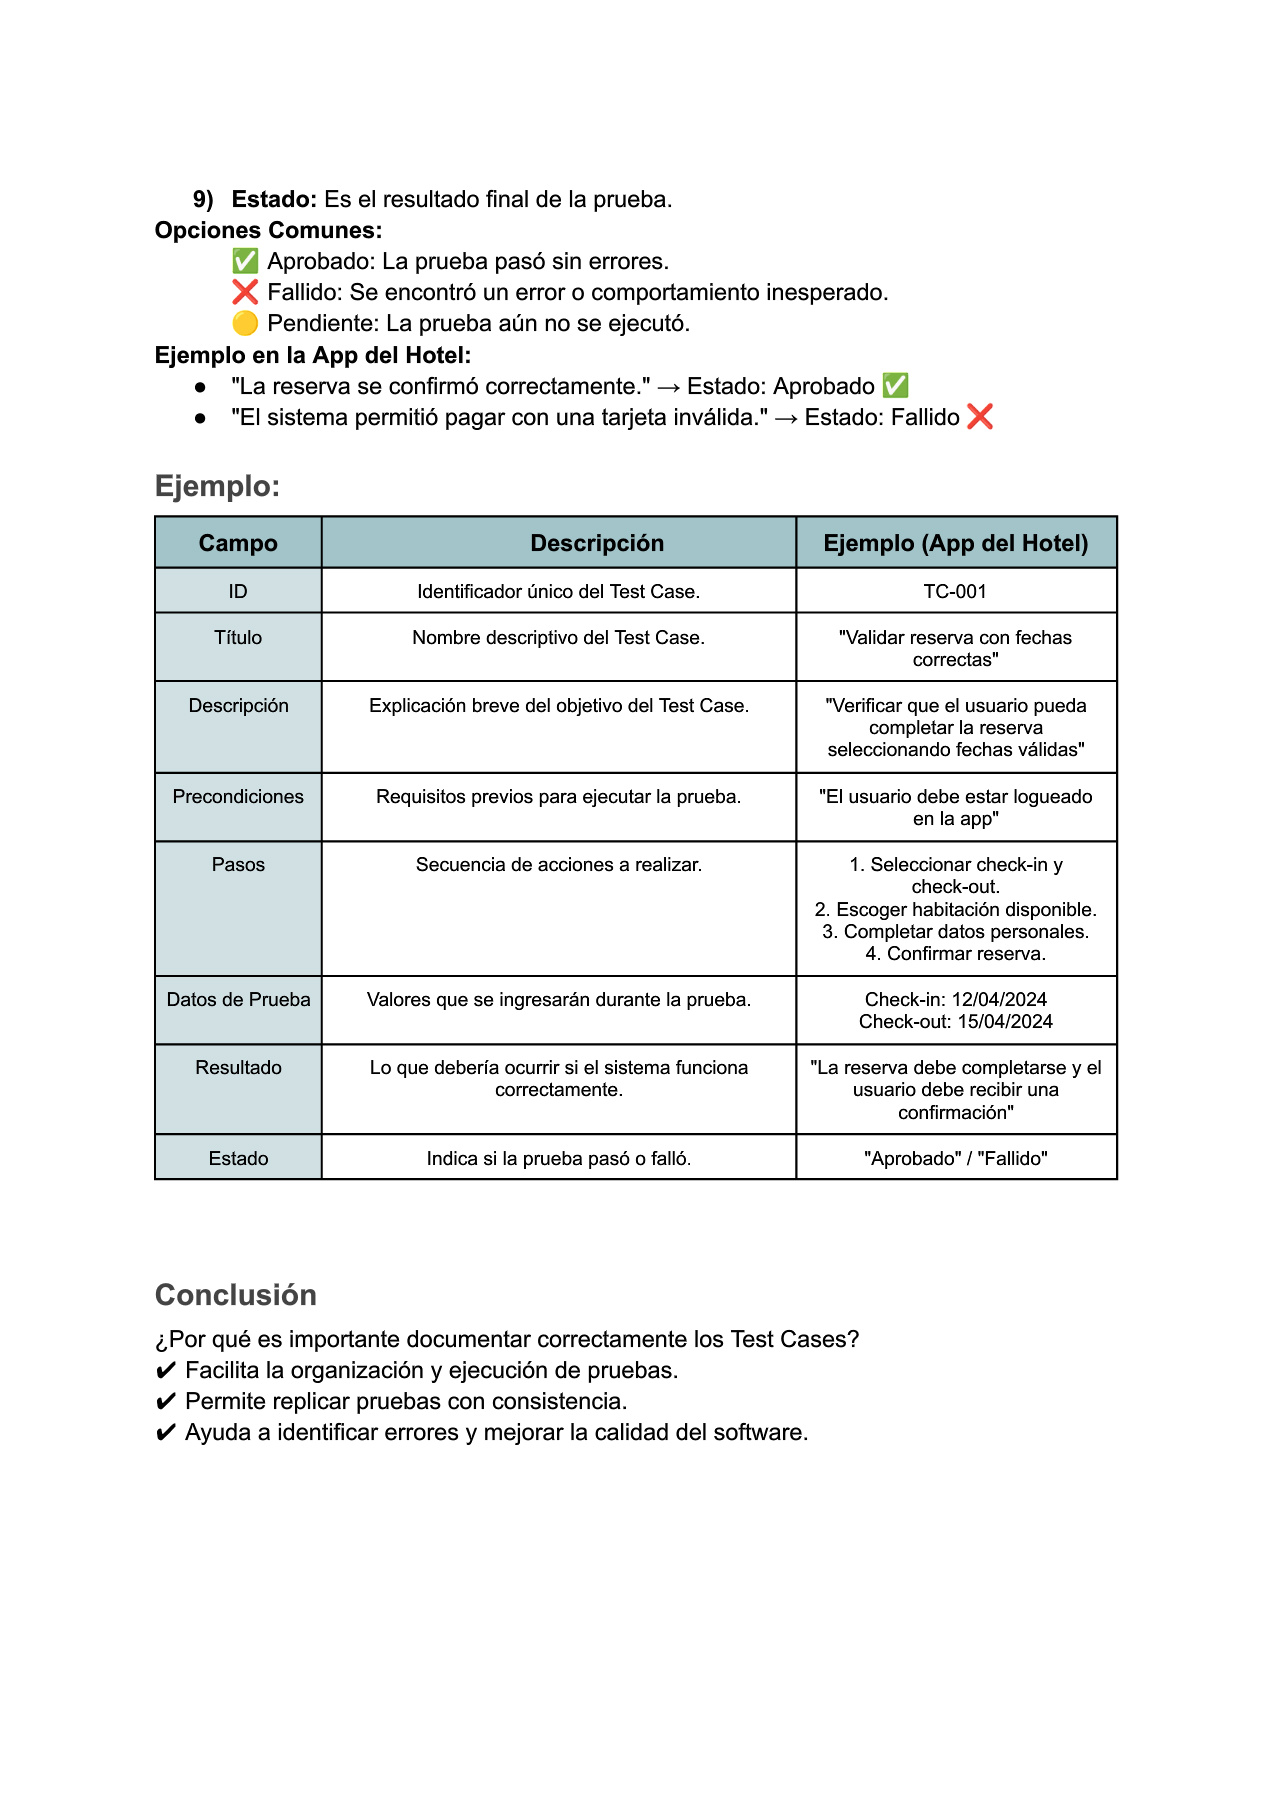 9) Estado: Es el resultado final de la prueba.
Opciones Comunes:
✅ Aprobado: La prueba pasó sin errores.
❌ Fallido: Se encontró un error o comportamiento inesperado.
🟡 Pendiente: La prueba aún no se ejecutó.
Ejemplo en la App del Hotel:
● "La reserva se confirmó correctamente." → Estado: Aprobado ✅
● "El sistema permitió pagar con una tarjeta inválida." → Estado: Fallido ❌
Ejemplo:
Campo Descripción Ejemplo (App del Hotel)
ID Identificador único del Test Case. TC-001
Título Nombre descriptivo del Test Case. "Validar reserva con fechas
correctas"
Descripción Explicación breve del objetivo del Test Case. "Verificar que el usuario pueda
completar la reserva
seleccionando fechas válidas"
Precondiciones Requisitos previos para ejecutar la prueba. "El usuario debe estar logueado
en la app"
Pasos Secuencia de acciones a realizar. 1. Seleccionar check-in y
check-out.
2. Escoger habitación disponible.
3. Completar datos personales.
4. Confirmar reserva.
Datos de Prueba Valores que se ingresarán durante la prueba. Check-in: 12/04/2024
Check-out: 15/04/2024
Resultado Lo que debería ocurrir si el sistema funciona "La reserva debe completarse y el
correctamente. usuario debe recibir una
confirmación"
Estado Indica si la prueba pasó o falló. "Aprobado" / "Fallido"
Conclusión
¿Por qué es importante documentar correctamente los Test Cases?
✔ Facilita la organización y ejecución de pruebas.
✔ Permite replicar pruebas con consistencia.
✔ Ayuda a identificar errores y mejorar la calidad del software.